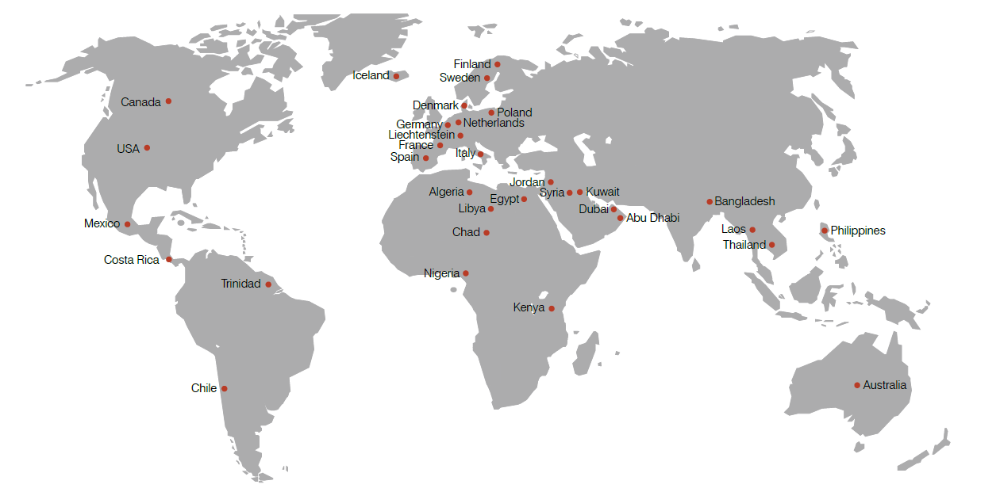 Finland
Iceland
Sweden
Canada
Denmark
Poland
Germany
Netherlands
Liechtenstein
France
USA
Italy
Spain
Jordan
Algeria
Syria
Kuwait
Egypt
Bangladesh
Libya
Dubai
Abu Dhabi
Mexico
Laos
Philippines
Chad
Thailand
Costa Rica
Nigeria
Trinidad
Kenya
Chile
Australia